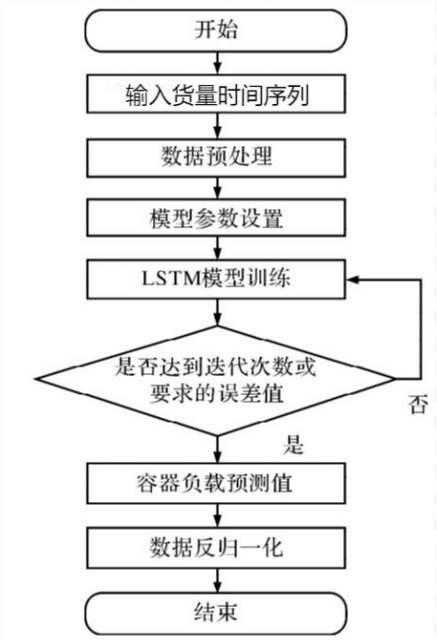 开始
输入货量时间序列
数据预处理
模型参数设置
LSTM模型训练
是否达到迭代次数或
要求的误差值
否
是
容器负载预测值
数据反归一化
结束